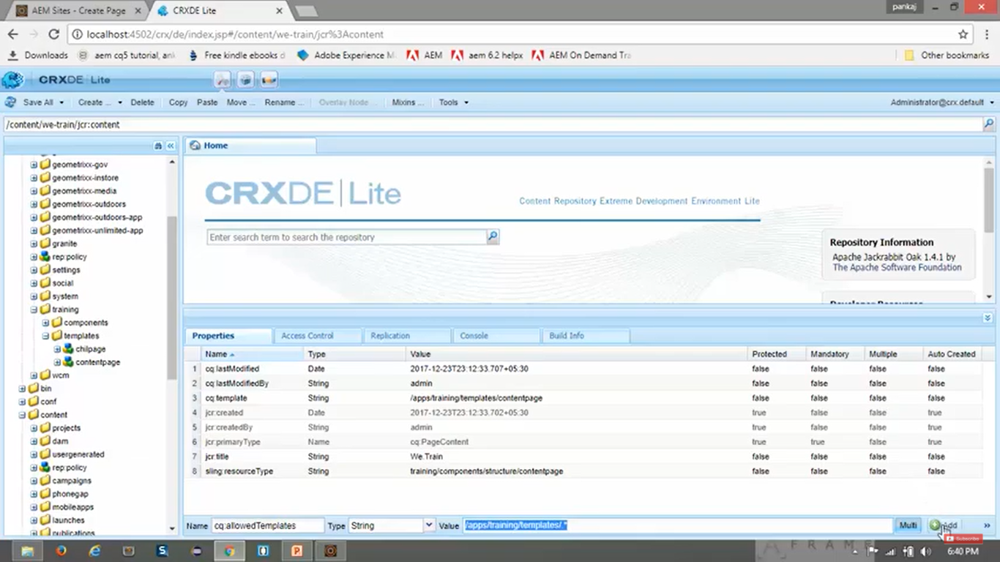 AEM Sites - Create Page
CRXDE Lite
pankaj
localhost:4502/crx/de/index.jsp#/content/we-train/jcr%3Acontent
Downloads
aem cq5 tutorial, ank
Free kindle ebooks d
Adobe Experience M
AEM
aem 6.2 helpx
AEM On Demand Tra
Other bookmarks
CRXDE | Lite
Save All
Create ...
Delete
Copy
Paste
Move ...
Rename ...
Overlay Node ...
Mixins ...
Tools
Administrator@crx.default
/content/we-train/jcr:content
Home
geometrixx-gov
geometrixx-instore
geometrixx-media
geometrixx-outdoors
geometrixx-outdoors-app
geometrixx-unlimited-app
granite
rep:policy
settings
social
system
training
components
templates
chilpage
contentpage
wcm
bin
conf
content
projects
dam
usergenerated
rep:policy
campaigns
phonegap
mobileapps
launches
publications
CRXDE | Lite
Content Repository Extreme Development Environment Lite
Enter search term to search the repository
Repository Information
Apache Jackrabbit Oak 1.4.1 by
The Apache Software Foundation
Developer Resources
Properties
Access Control
Replication
Console
Build Info
Name Type Value Protected Mandatory Multiple Auto Created
1 cq:lastModified Date 2017-12-23T23:12:33.707+05:30 false false false false
2 cq:lastModifiedBy String admin false false false false
3 cq:template String /apps/training/templates/contentpage false false false false
4 jcr:created Date 2017-12-23T23:12:33.702+05:30 true false false true
5 jcr:createdBy String admin true false false true
6 jcr:primaryType Name cq:PageContent true true false true
7 jcr:title String We.Train false false false false
8 sling:resourceType String training/components/structure/contentpage false false false false
Name cq:allowedTemplates Type String Value /apps/training/templates/.* Multi Add
Subscribe
A FRAME
6:40 PM